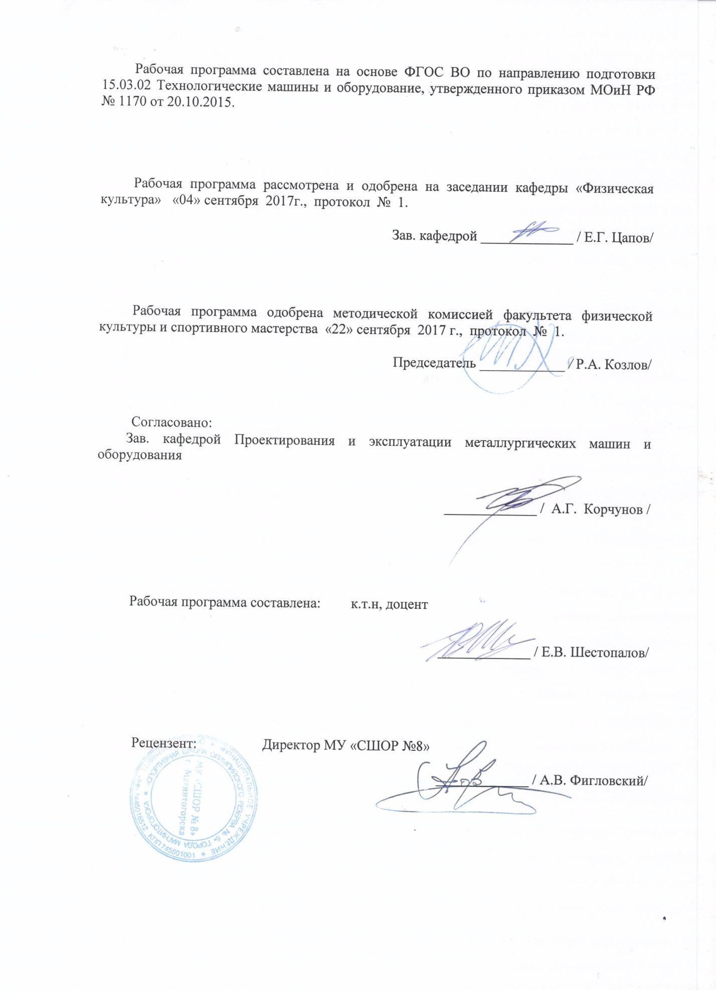 Рабочая программа составлена на основе ФГОС ВО по направлению подготовки
15.03.02 Технологические машины и оборудование, утвержденного приказом МОиН РФ
№ 1170 от 20.10.2015.
Рабочая программа рассмотрена и одобрена на заседании кафедры «Физическая
культура» «04» сентября 2017г., протокол № 1.
Зав. кафедрой _____________ / Е.Г. Цапов/
Рабочая программа одобрена методической комиссией факультета физической
культуры и спортивного мастерства «22» сентября 2017 г., протокол № 1.
Председатель ____________ / Р.А. Козлов/
Согласовано:
Зав. кафедрой Проектирования и эксплуатации металлургических машин и
оборудования
_____________ / А.Г. Корчунов /
Рабочая программа составлена: к.т.н, доцент
_____________ / Е.В. Шестопалов/
Рецензент: Директор МУ «СШОР №8»
_____________ / А.В. Фигловский/
МУНИЦИПАЛЬНОЕ УЧРЕЖДЕНИЕ * ИНН 7445016512 КПП 745501001 *
«СПОРТИВНАЯ ШКОЛА ОЛИМПИЙСКОГО РЕЗЕРВА № 8» ГОРОДА МАГНИТОГОРСКА *
МУ «СШОР № 8»
г. Магнитогорска